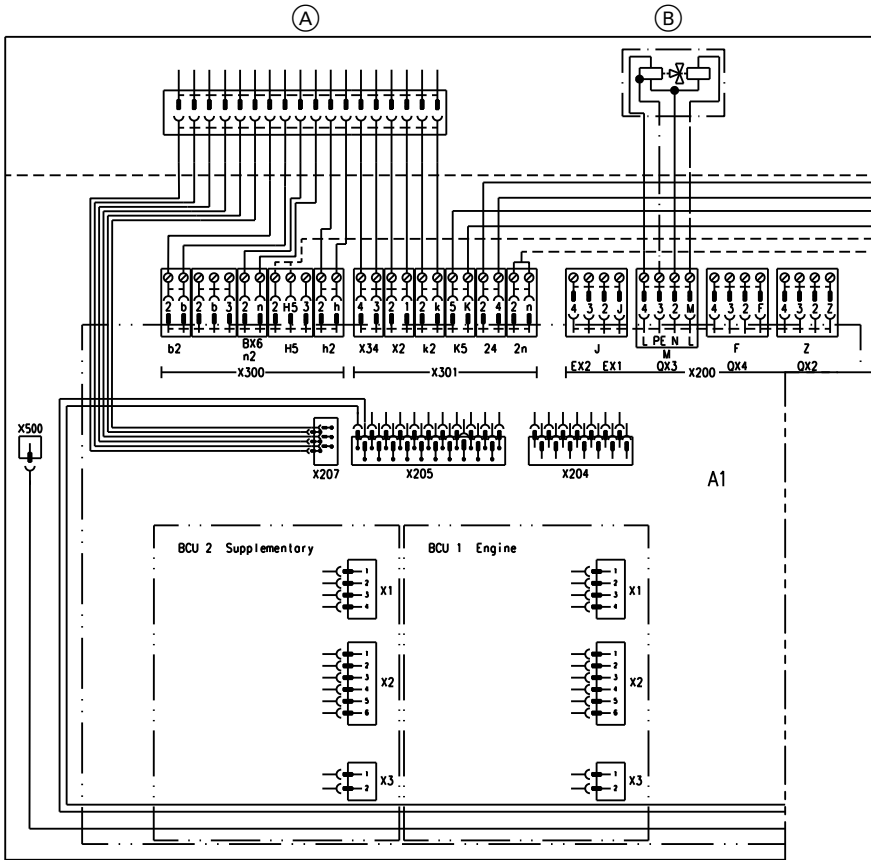 A B
2 b 2 b 3 2 n 2 H5 3 2 h 4 3 2 1 2 k 5 K 2 4 2 n 4 3 2 J 4 3 2 M 4 3 2 F 4 3 2 Z
L PE N L
b2 BX6 H5 h2 X34 X2 k2 K5 24 2n J M F Z
n2 EX2 EX1 QX3 QX4 QX2
X300 X301 X200
X500
X207 X205 X204
A1
BCU 2 Supplementary BCU 1 Engine
1 1
2 X1 2 X1
3 3
4 4
1 1
2 2
3 X2 3 X2
4 4
5 5
6 6
1 X3 1 X3
2 2